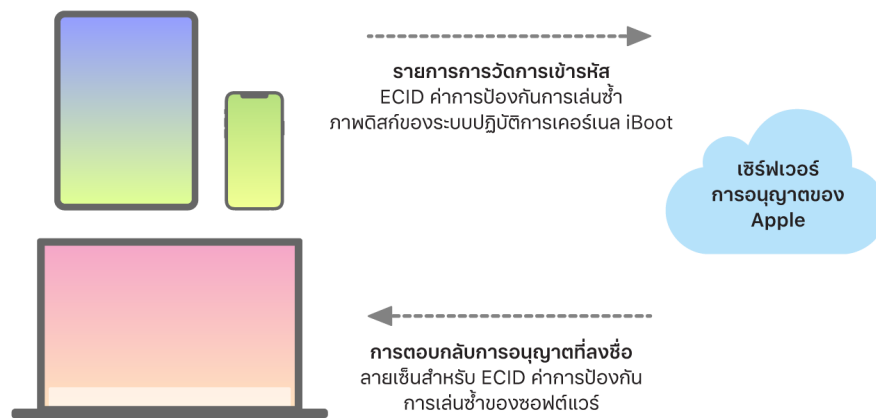 รายการการวัดการเข้ารหัส
ECID ค่าการป้องกันการเล่นซ้ำ
ภาพดิสก์ของระบบปฏิบัติการเคอร์เนล iBoot
เซิร์ฟเวอร์
การอนุญาตของ
Apple
การตอบกลับการอนุญาตที่ลงชื่อ
ลายเซ็นสำหรับ ECID ค่าการป้องกัน
การเล่นซ้ำของซอฟต์แวร์